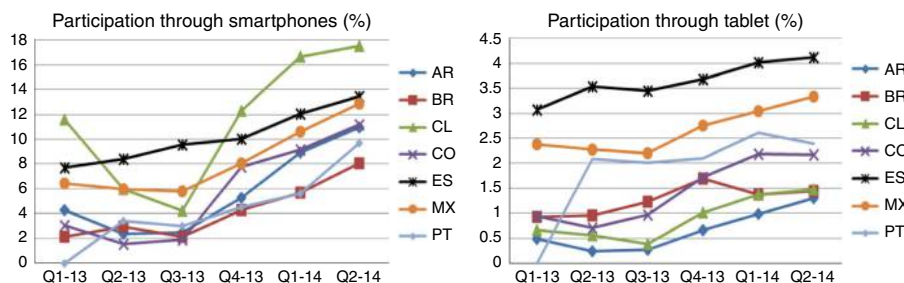 Participation through smartphones (%)
18
16
14
12
10
8
6
4
2
0
Q1-13 Q2-13 Q3-13 Q4-13 Q1-14 Q2-14
AR
BR
CL
CO
ES
MX
PT
Participation through tablet (%)
4.5
4
3.5
3
2.5
2
1.5
1
0.5
0
Q1-13 Q2-13 Q3-13 Q4-13 Q1-14 Q2-14
AR
BR
CL
CO
ES
MX
PT